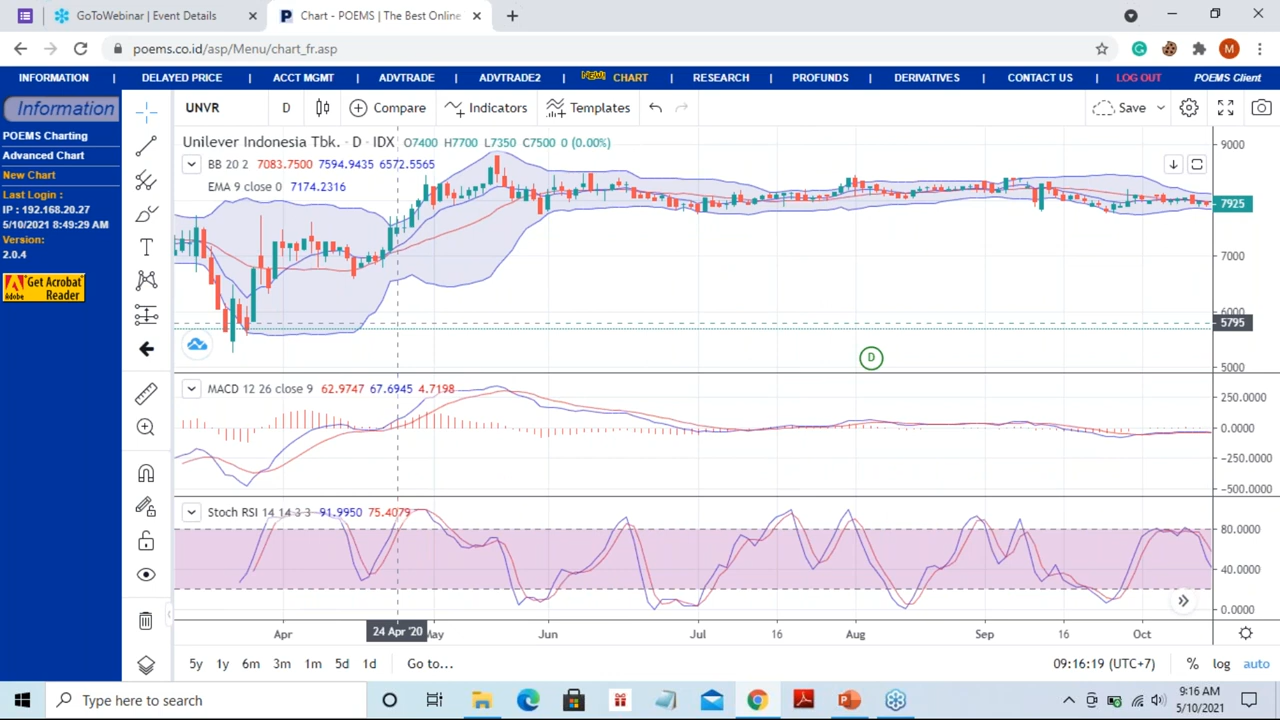 GoToWebinar | Event Details
Chart - POEMS | The Best Online
poems.co.id/asp/Menu/chart_fr.asp
M
INFORMATION | DELAYED PRICE | ACCT MGMT | ADVTRADE | ADVTRADE2 | NEW! CHART | RESEARCH | PROFUNDS | DERIVATIVES | CONTACT US | LOG OUT POEMS Client
Information
POEMS Charting
Advanced Chart
New Chart
Last Login :
IP : 192.168.20.27
5/10/2021 8:49:29 AM
Version:
2.0.4
Get Acrobat
Adobe Reader
UNVR D Compare Indicators Templates Save
Unilever Indonesia Tbk. · D · IDX O7400 H7700 L7350 C7500 0 (0.00%)
BB 20 2 7083.7500 7594.9435 6572.5565
EMA 9 close 0 7174.2316
9000
7925
7000
6000
5795
5000
D
MACD 12 26 close 9 62.9747 67.6945 4.7198
250.0000
0.0000
−250.0000
−500.0000
Stoch RSI 14 14 3 3 91.9950 75.4079
80.0000
40.0000
0.0000
Apr 24 Apr '20 May Jun Jul 16 Aug Sep 16 Oct
5y 1y 6m 3m 1m 5d 1d Go to... 09:16:19 (UTC+7) % log auto
Type here to search
9:16 AM
5/10/2021